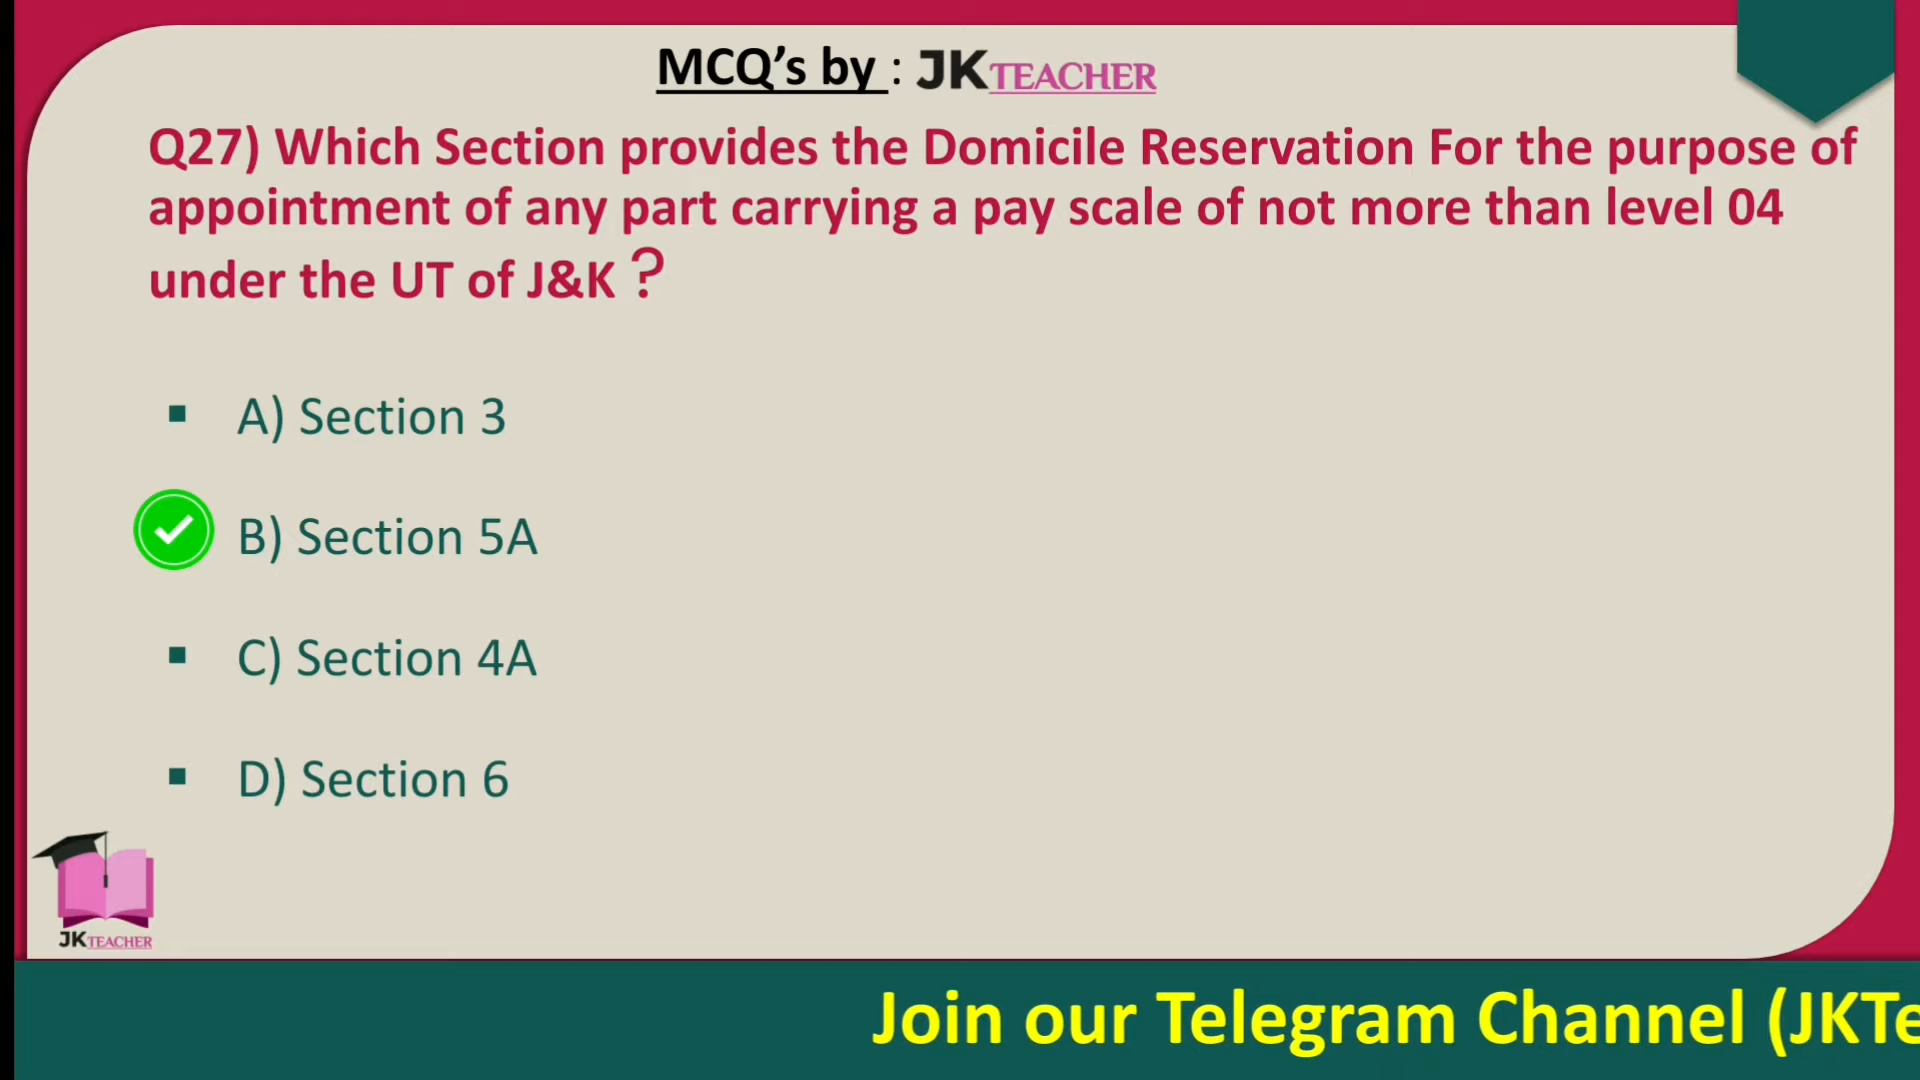 MCQ’s by : JKTEACHER
Q27) Which Section provides the Domicile Reservation For the purpose of
appointment of any part carrying a pay scale of not more than level 04
under the UT of J&K ?
A) Section 3
B) Section 5A
C) Section 4A
D) Section 6
JKTEACHER
Join our Telegram Channel (JKTe